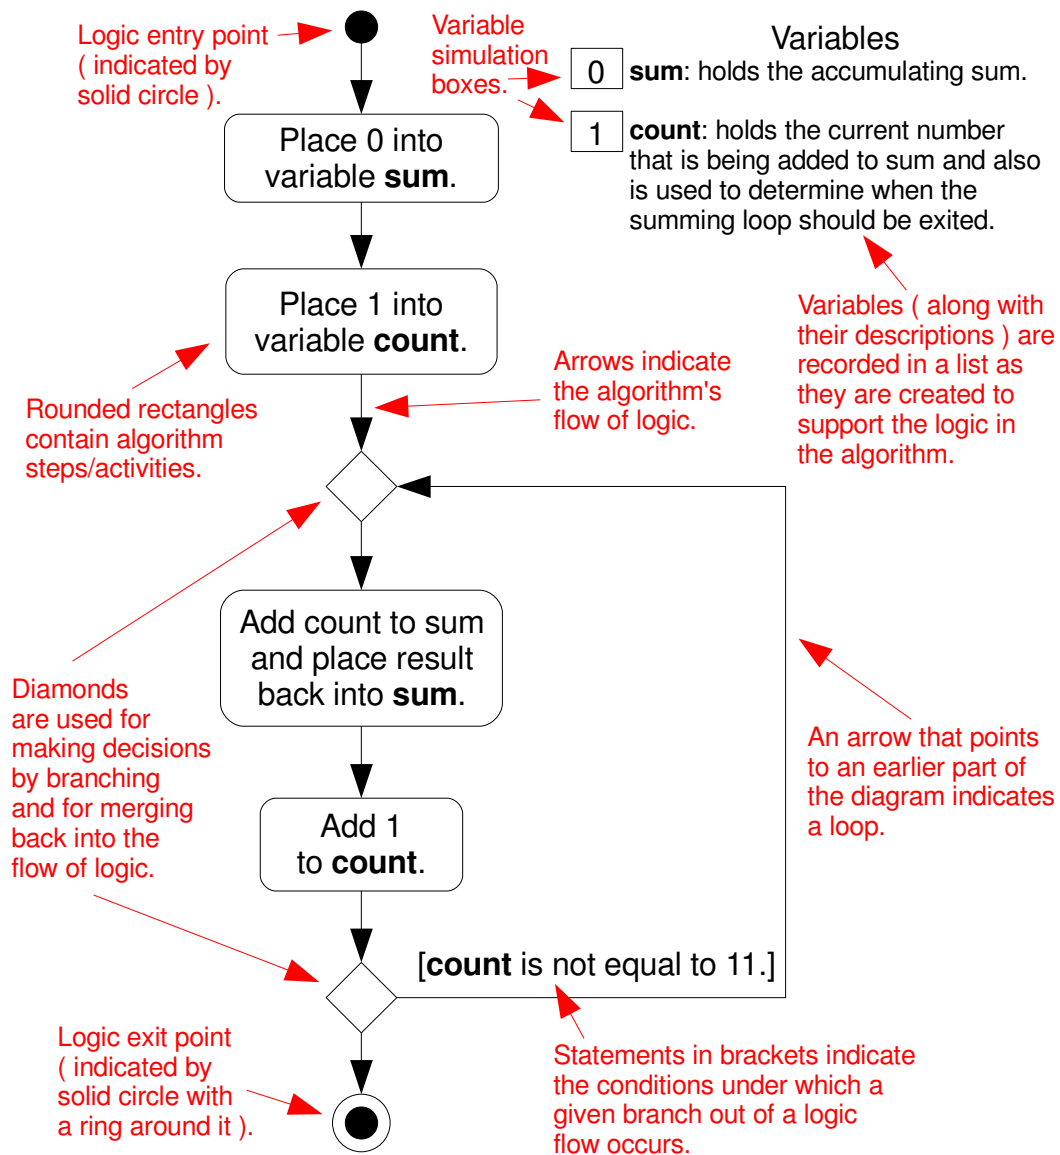 Logic entry point
( indicated by
solid circle ).
Variable
simulation
boxes.
Variables
0
sum: holds the accumulating sum.
1
count: holds the current number
that is being added to sum and also
is used to determine when the
summing loop should be exited.
Place 0 into
variable sum.
Place 1 into
variable count.
Variables ( along with
their descriptions ) are
recorded in a list as
they are created to
support the logic in
the algorithm.
Arrows indicate
the algorithm's
flow of logic.
Rounded rectangles
contain algorithm
steps/activities.
Add count to sum
and place result
back into sum.
Diamonds
are used for
making decisions
by branching
and for merging
back into the
flow of logic.
An arrow that points
to an earlier part of
the diagram indicates
a loop.
Add 1
to count.
[count is not equal to 11.]
Logic exit point
( indicated by
solid circle with
a ring around it ).
Statements in brackets indicate
the conditions under which a
given branch out of a logic
flow occurs.